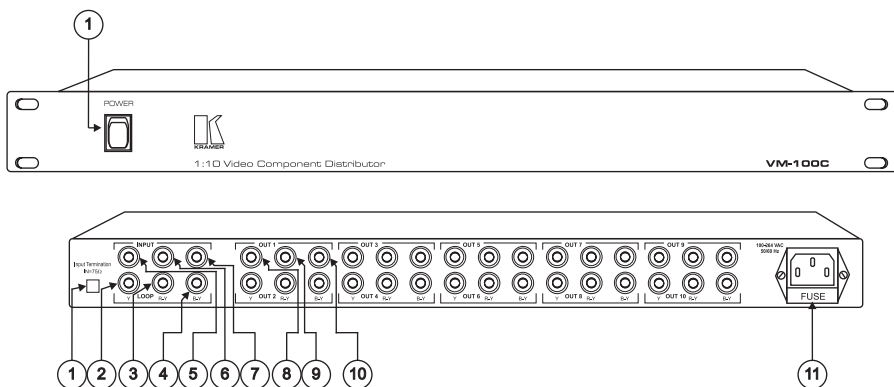 1
POWER
K
KRAMER
1:10 Video Component Distributor
VM-100C
INPUT
OUT 1
OUT 3
OUT 5
OUT 7
OUT 9
100-264 VAC
50/60 Hz
Input Termination
IN=75Ω
Y LOOP R-Y B-Y
Y OUT 2 R-Y B-Y
Y OUT 4 R-Y B-Y
Y OUT 6 R-Y B-Y
Y OUT 8 R-Y B-Y
Y OUT 10 R-Y B-Y
FUSE
1 2 3 4 5 6 7 8 9 10 11